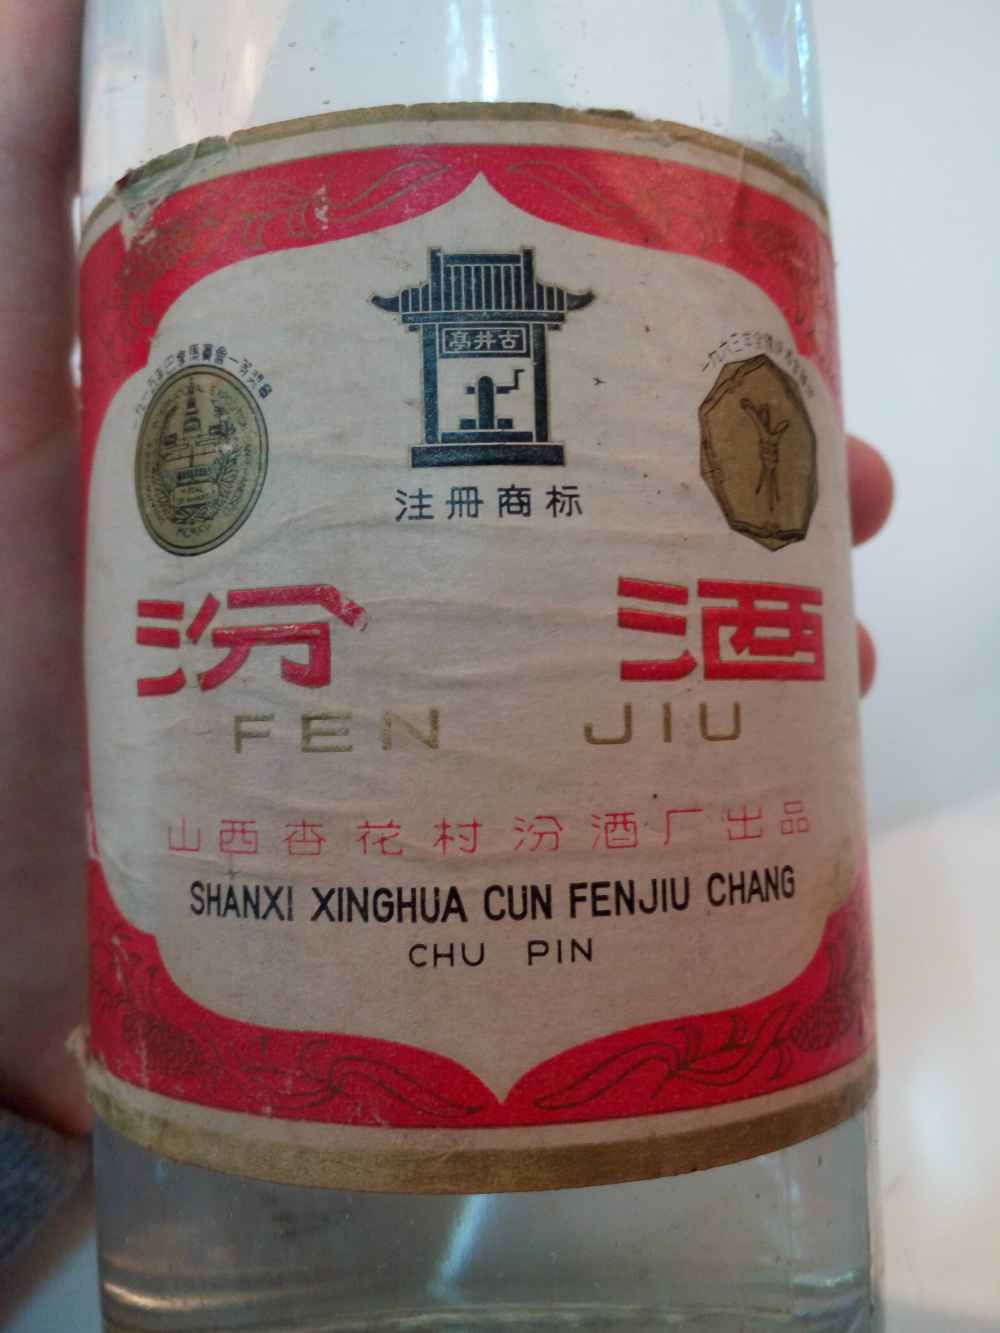 古井亭
注册商标
汾酒
FEN JIU
山西杏花村汾酒厂出品
SHANXI XINGHUA CUN FENJIU CHANG
CHU PIN